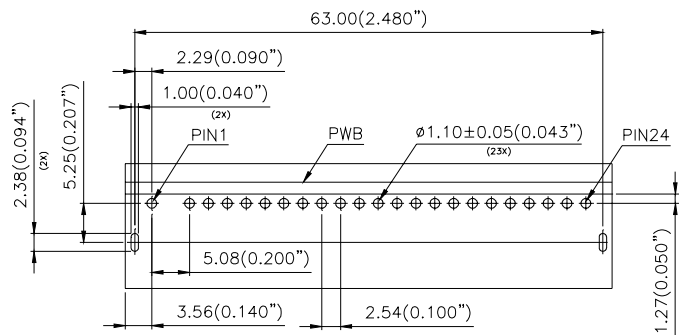 63.00(2.480")
2.29(0.090")
1.00(0.040")
(2X)
PIN1
PWB
ø1.10±0.05(0.043")
(23X)
PIN24
2.38(0.094")
(2X)
5.25(0.207")
5.08(0.200")
3.56(0.140")
2.54(0.100")
1.27(0.050")